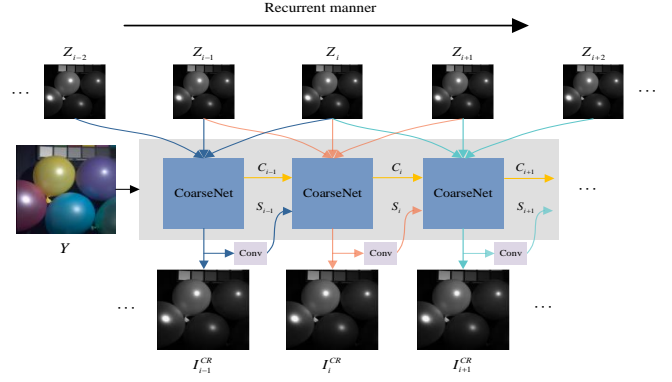 Recurrent manner
Z_{i-2} Z_{i-1} Z_i Z_{i+1} Z_{i+2}
... ...
CoarseNet C_{i-1} CoarseNet C_i CoarseNet C_{i+1}
S_{i-1} S_i S_{i+1} ...
Y Conv Conv Conv
... ...
I_{i-1}^{CR} I_i^{CR} I_{i+1}^{CR}